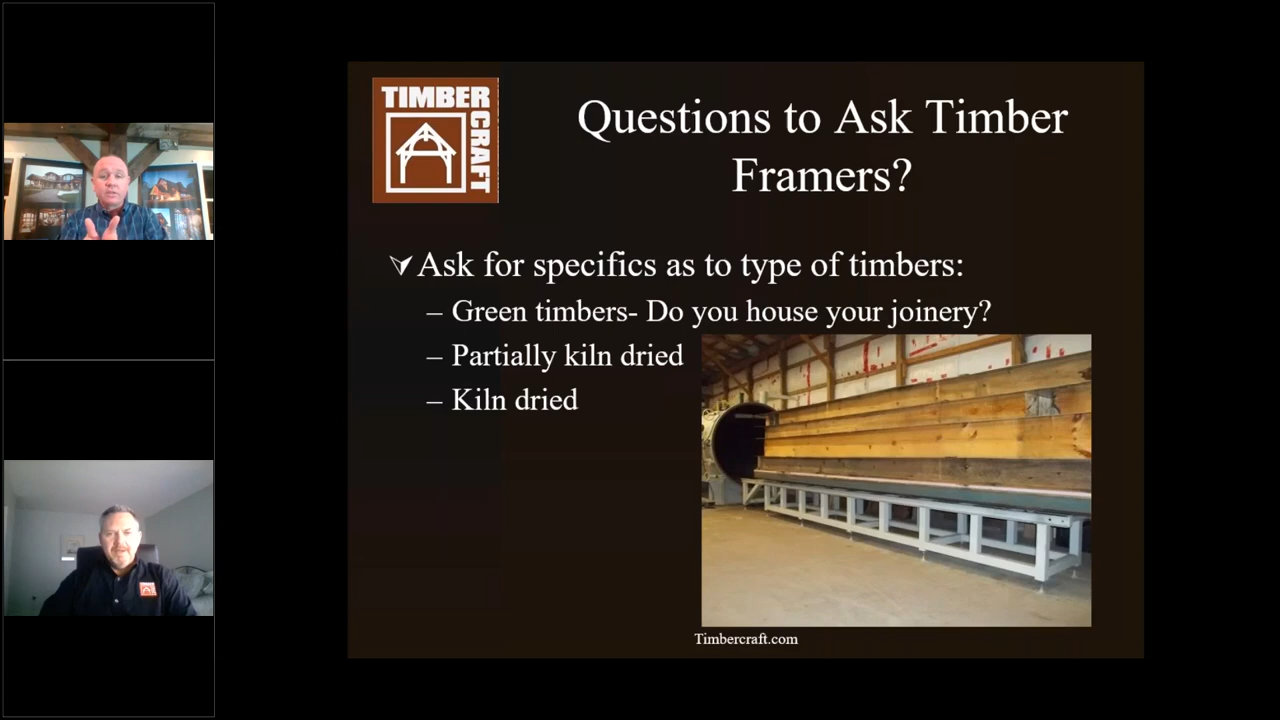 TIMBER
CRAFT
Questions to Ask Timber
Framers?
Ask for specifics as to type of timbers:
– Green timbers- Do you house your joinery?
– Partially kiln dried
– Kiln dried
Timbercraft.com